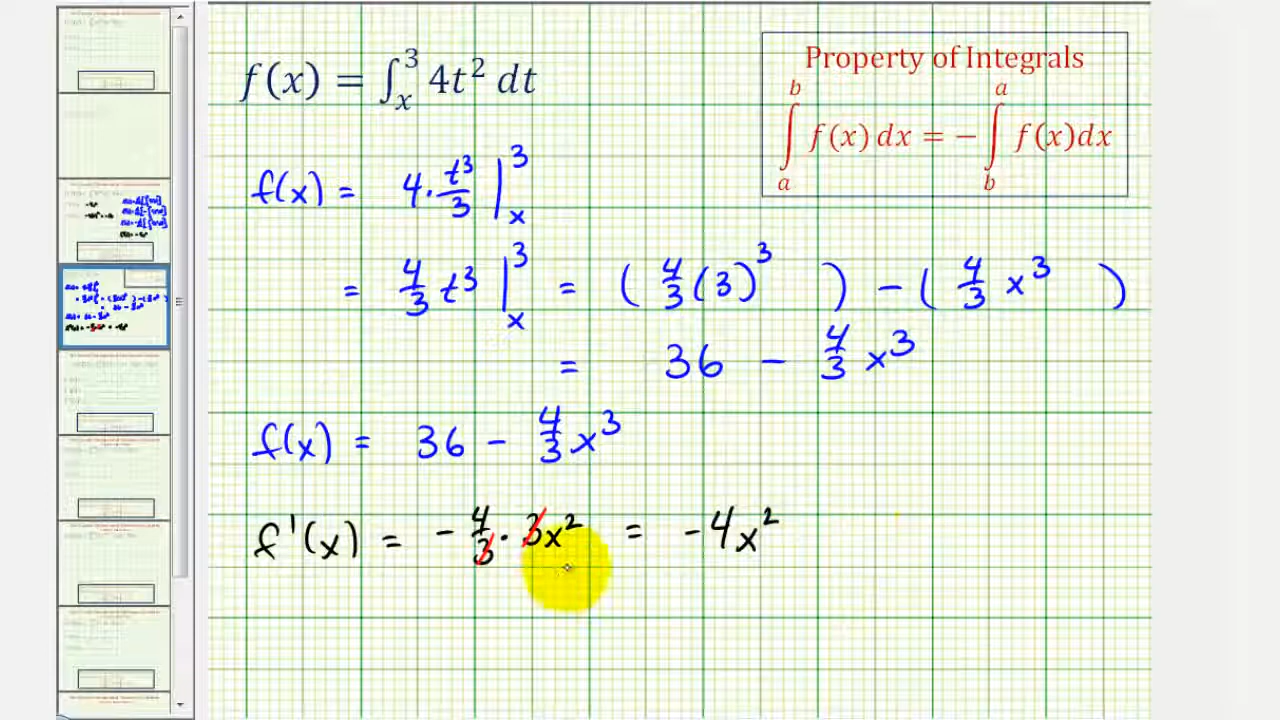 f(x) = ∫ₓ³ 4t² dt
Property of Integrals
∫ₐᵇ f(x) dx = − ∫ᵦᵃ f(x)dx
f(x) = 4 · t³/3 |ₓ³
= 4/3 t³ |ₓ³ = ( 4/3 (3)³ ) − ( 4/3 x³ )
= 36 − 4/3 x³
f(x) = 36 − 4/3 x³
f'(x) = − 4/3 · 3x² = −4x²